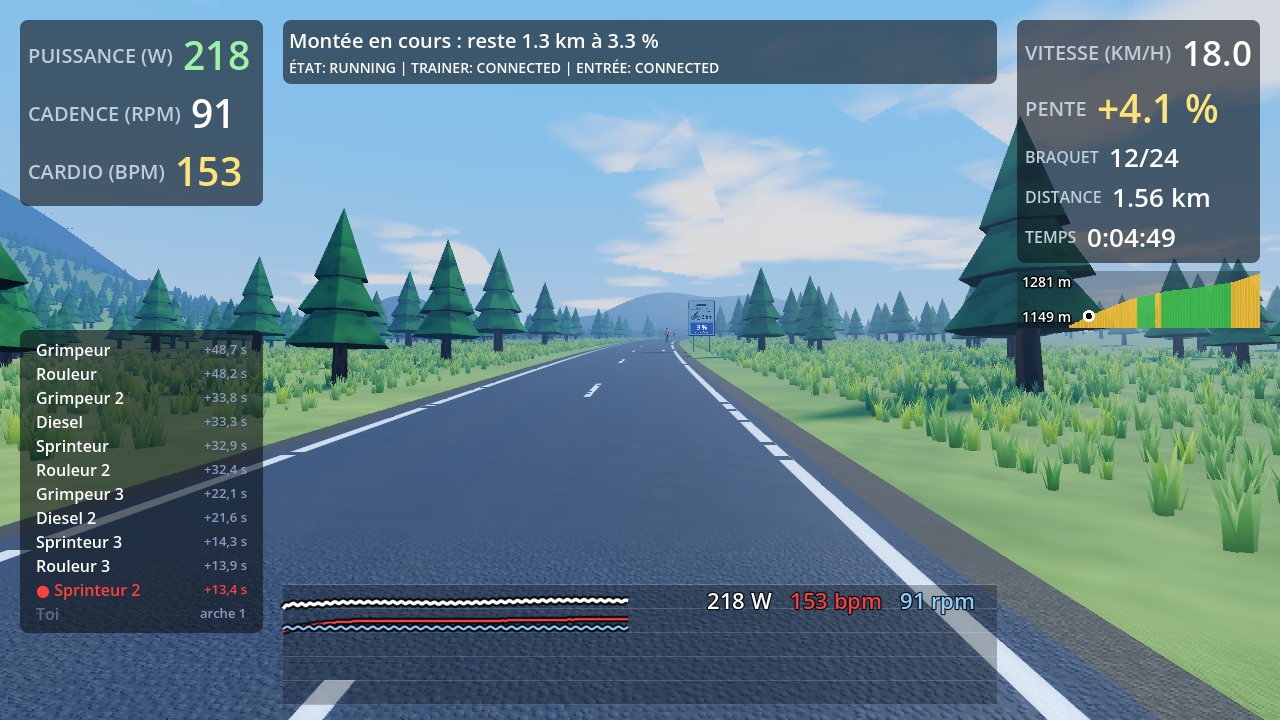 PUISSANCE (W) 218
CADENCE (RPM) 91
CARDIO (BPM) 153
Montée en cours : reste 1.3 km à 3.3 %
ÉTAT: RUNNING | TRAINER: CONNECTED | ENTRÉE: CONNECTED
VITESSE (KM/H) 18.0
PENTE +4.1 %
BRAQUET 12/24
DISTANCE 1.56 km
TEMPS 0:04:49
1281 m
1149 m
3 %
Grimpeur +48,7 s
Rouleur +48,2 s
Grimpeur 2 +33,8 s
Diesel +33,3 s
Sprinteur +32,9 s
Rouleur 2 +32,4 s
Grimpeur 3 +22,1 s
Diesel 2 +21,6 s
Sprinteur 3 +14,3 s
Rouleur 3 +13,9 s
Sprinteur 2 +13,4 s
Toi arche 1
218 W 153 bpm 91 rpm